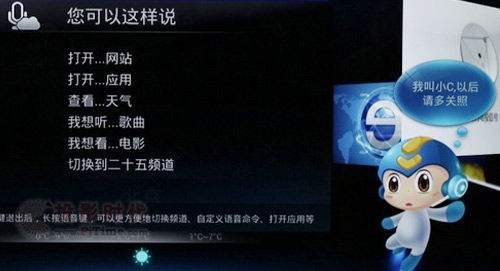 您可以这样说
打开...网站
打开...应用
查看...天气
我想听...歌曲
我想看...电影
切换到二十五频道
我叫小C,以后
请多关照
键退出后，长按语音键，可以更方便地切换频道、自定义语音命令、打开应用等
1°C~7°C